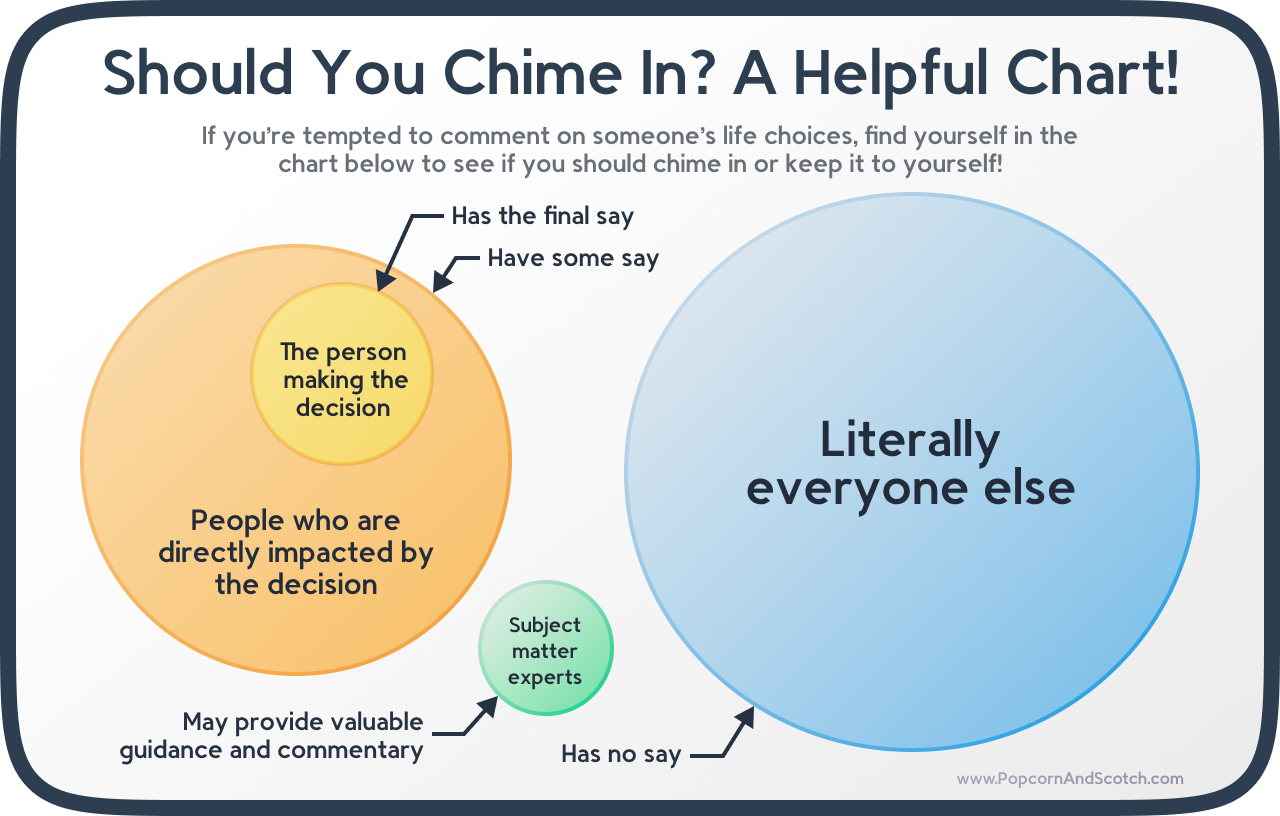 Should You Chime In? A Helpful Chart!
If you're tempted to comment on someone's life choices, find yourself in the
chart below to see if you should chime in or keep it to yourself!
Has the final say
Have some say
The person
making the
decision
People who are
directly impacted by
the decision
Literally
everyone else
Subject
matter
experts
May provide valuable
guidance and commentary
Has no say
www.PopcornAndScotch.com